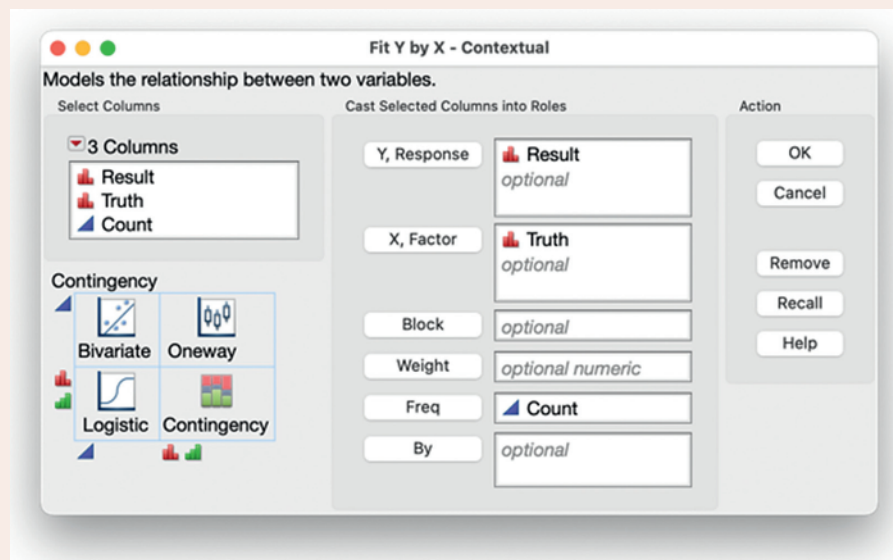 Fit Y by X - Contextual
Models the relationship between two variables.
Select Columns
3 Columns
Result
Truth
Count
Contingency
Bivariate
Oneway
Logistic
Contingency
Cast Selected Columns into Roles
Y, Response
Result
optional
X, Factor
Truth
optional
Block
optional
Weight
optional numeric
Freq
Count
By
optional
Action
OK
Cancel
Remove
Recall
Help